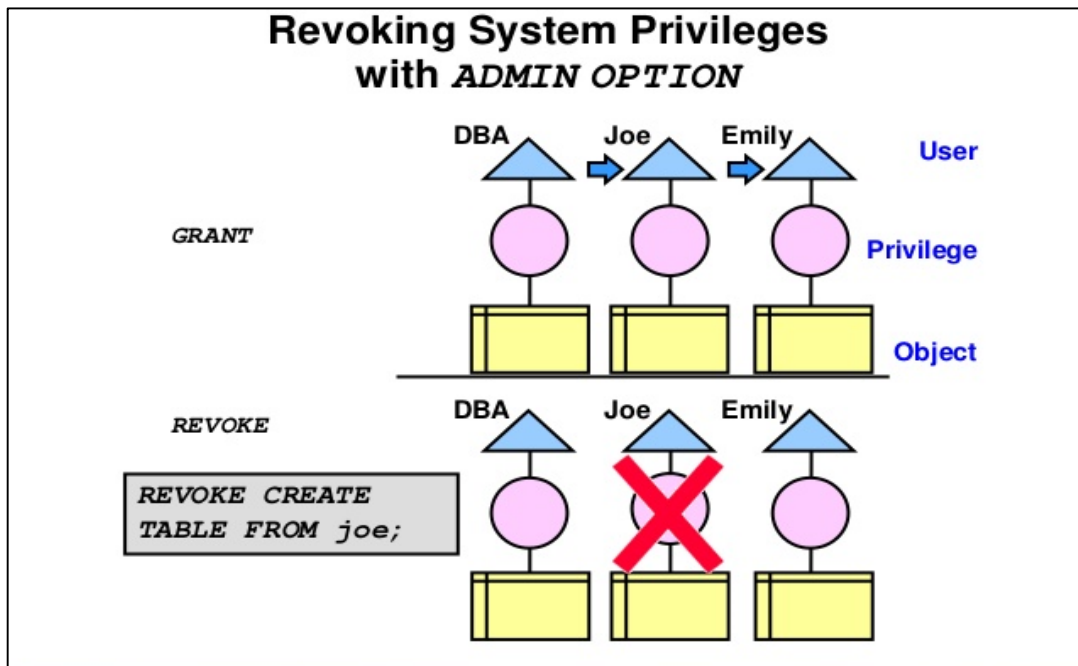 Revoking System Privileges
with ADMIN OPTION
DBA Joe Emily User
GRANT
Privilege
Object
DBA Joe Emily
REVOKE
REVOKE CREATE
TABLE FROM joe;